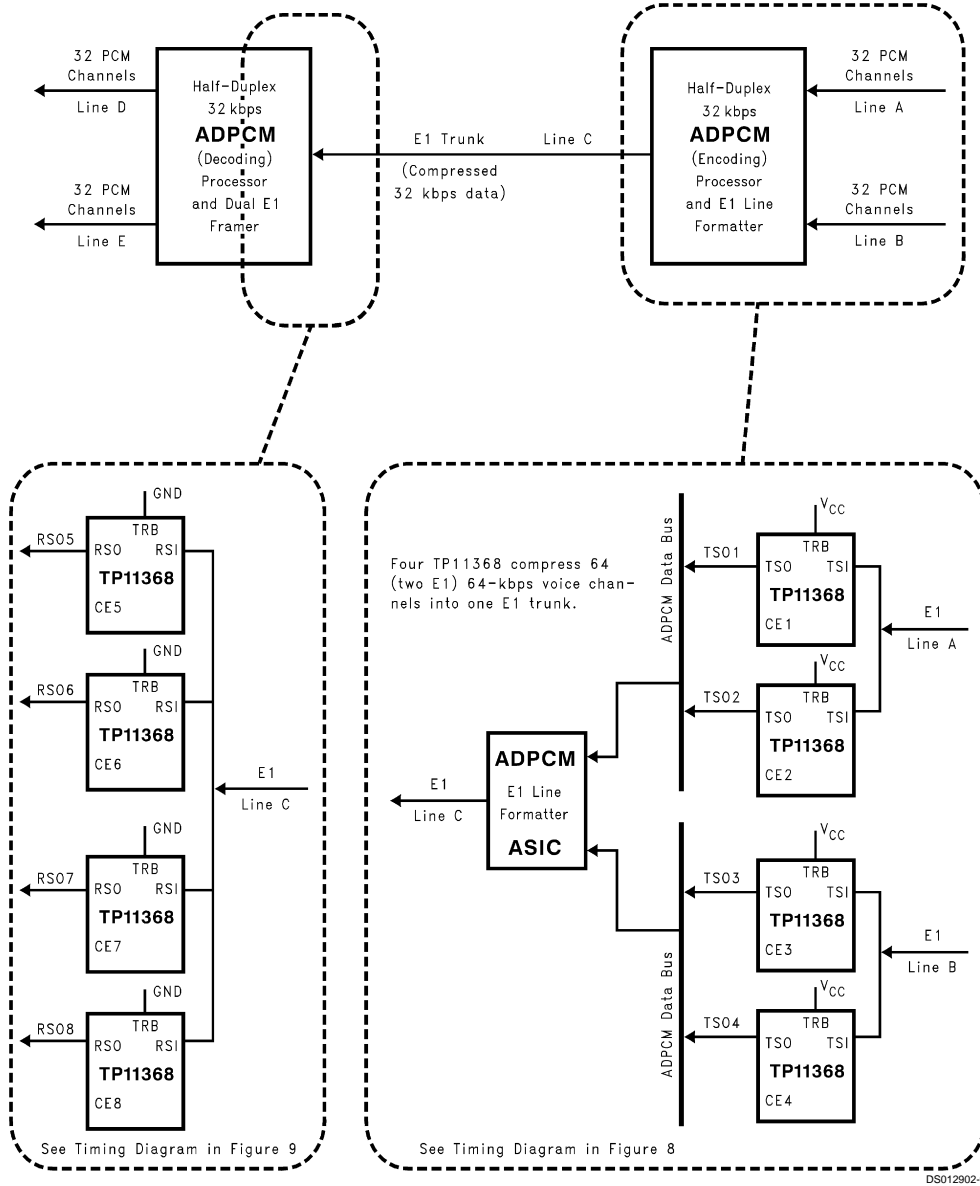 32 PCM
Channels
Line D
32 PCM
Channels
Line E
Half-Duplex
32 kbps
ADPCM
(Decoding)
Processor
and Dual E1
Framer
E1 Trunk
Line C
(Compressed
32 kbps data)
Half-Duplex
32 kbps
ADPCM
(Encoding)
Processor
and E1 Line
Formatter
32 PCM
Channels
Line A
32 PCM
Channels
Line B
GND
TRB
RSO5
RSO
RSI
TP11368
CE5
GND
TRB
RSO6
RSO
RSI
TP11368
CE6
E1
Line C
GND
TRB
RSO7
RSO
RSI
TP11368
CE7
GND
TRB
RSO8
RSO
RSI
TP11368
CE8
See Timing Diagram in Figure 9
Four TP11368 compress 64
(two E1) 64-kbps voice chan-
nels into one E1 trunk.
E1
Line C
ADPCM
E1 Line
Formatter
ASIC
ADPCM Data Bus
ADPCM Data Bus
VCC
TRB
TSO1
TSO
TSI
TP11368
CE1
E1
Line A
VCC
TRB
TSO2
TSO
TSI
TP11368
CE2
VCC
TRB
TSO3
TSO
TSI
TP11368
CE3
E1
Line B
VCC
TRB
TSO4
TSO
TSI
TP11368
CE4
See Timing Diagram in Figure 8
DS012902-